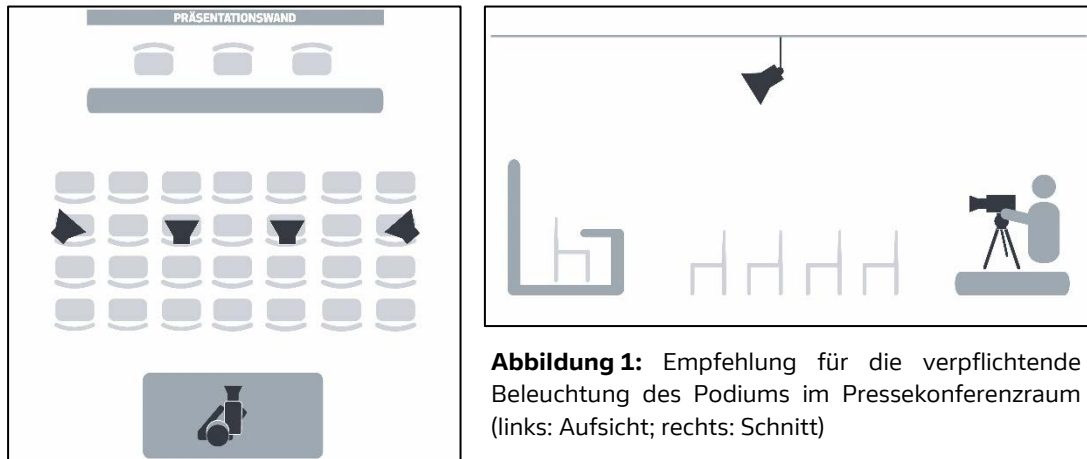 PRÄSENTATIONSWAND
Abbildung 1: Empfehlung für die verpflichtende
Beleuchtung des Podiums im Pressekonferenzraum
(links: Aufsicht; rechts: Schnitt)